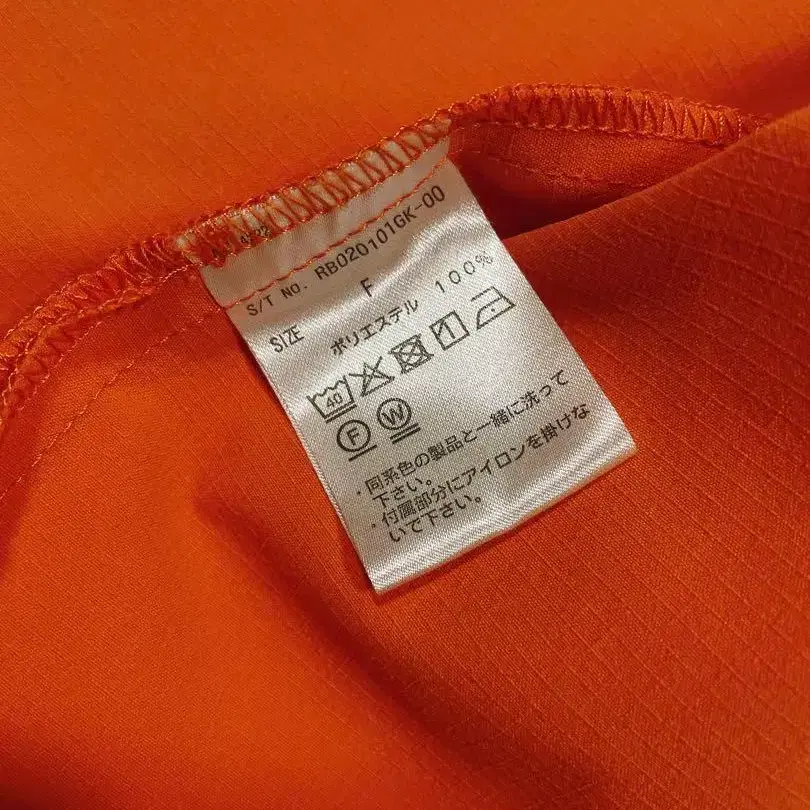 S/T NO. RB020101GK-00
SIZE F
ポリエステル 100%
40
F W
・同系色の製品と一緒に洗って
下さい。
・付属部分にアイロンを掛けな
いで下さい。